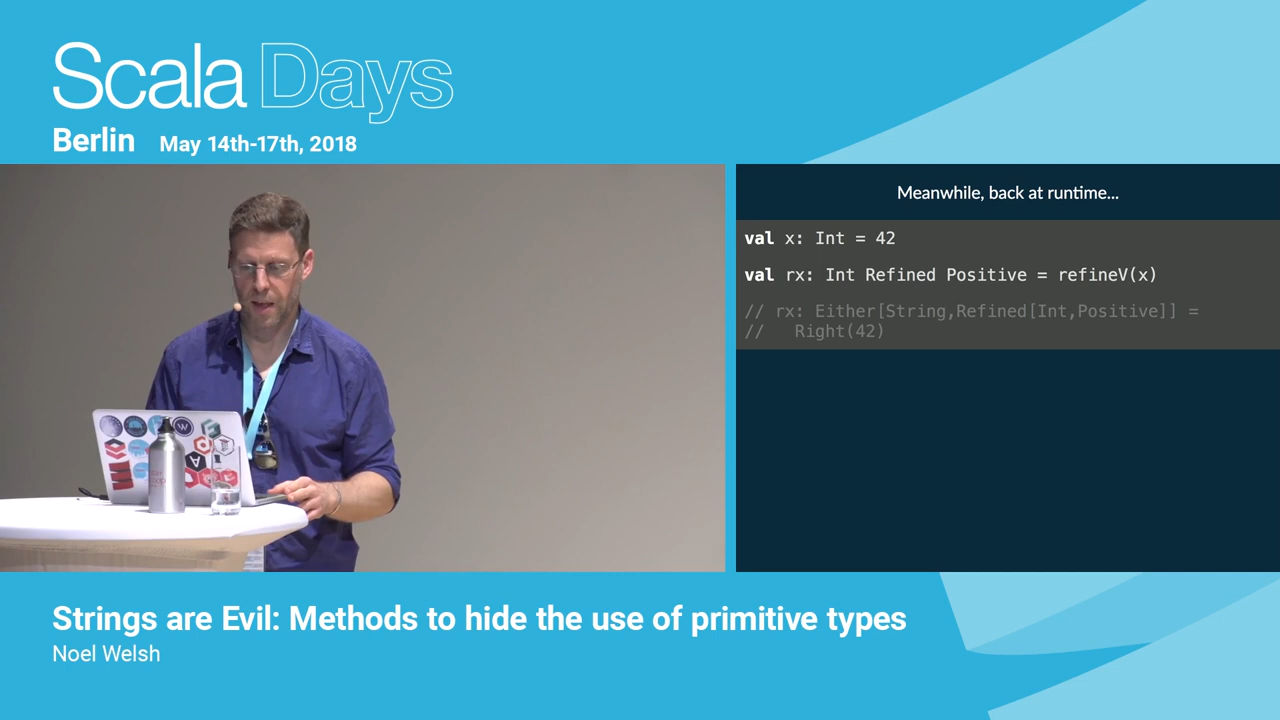 Scala Days
Berlin May 14th-17th, 2018
Meanwhile, back at runtime...
val x: Int = 42
val rx: Int Refined Positive = refineV(x)
// rx: Either[String,Refined[Int,Positive]] =
// Right(42)
Strings are Evil: Methods to hide the use of primitive types
Noel Welsh